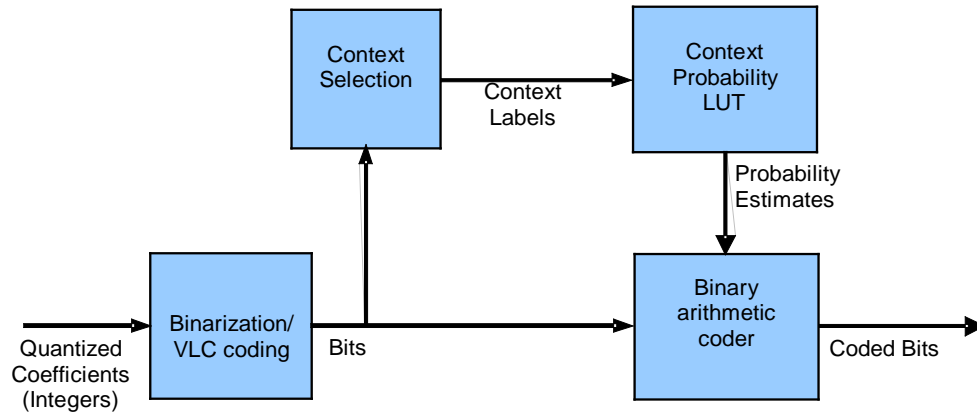 Context
Selection
Context
Labels
Context
Probability
LUT
Probability
Estimates
Quantized
Coefficients
(Integers)
Binarization/
VLC coding
Bits
Binary
arithmetic
coder
Coded Bits